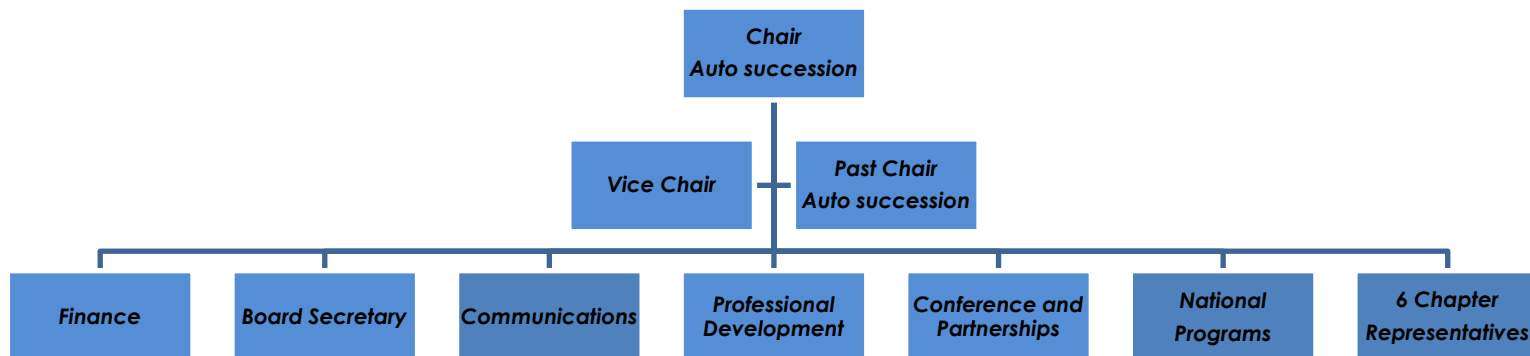 Chair
Auto succession
Vice Chair
Past Chair
Auto succession
Finance
Board Secretary
Communications
Professional
Development
Conference and
Partnerships
National
Programs
6 Chapter
Representatives